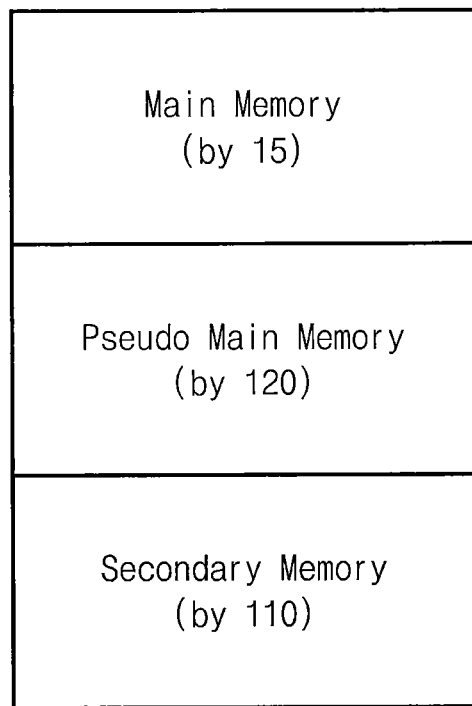 Main Memory
(by 15)
Pseudo Main Memory
(by 120)
Secondary Memory
(by 110)